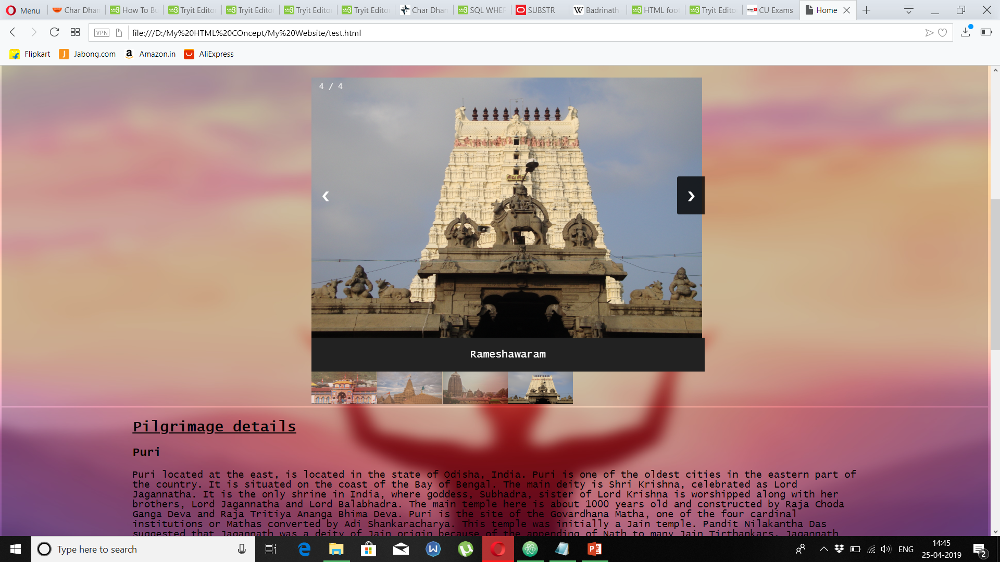 Menu
Char Dhan
How To Bu
Tryit Edito
Tryit Edito
Tryit Edito
Tryit Edito
Char Dhan
SQL WHER
SUBSTR
Badrinath
HTML foo
Tryit Edito
CU Exams
Home
VPN
file:///D:/My%20HTML%20COncept/My%20Website/test.html
Flipkart
Jabong.com
Amazon.in
AliExpress
4 / 4
Rameshawaram
Pilgrimage details
Puri
Puri located at the east, is located in the state of Odisha, India. Puri is one of the oldest cities in the eastern part of
the country. It is situated on the coast of the Bay of Bengal. The main deity is Shri Krishna, celebrated as Lord
Jagannatha. It is the only shrine in India, where goddess, Subhadra, sister of Lord Krishna is worshipped along with her
brothers, Lord Jagannatha and Lord Balabhadra. The main temple here is about 1000 years old and constructed by Raja Choda
Ganga Deva and Raja Tritiya Ananga Bhima Deva. Puri is the site of the Govardhana Matha, one of the four cardinal
institutions or Mathas converted by Adi Shankaracharya. This temple was initially a Jain temple. Pandit Nilakantha Das
suggested that Jagannath was a deity of Jain origin because of the appending of Nath to many Jain Tirthankars. Jagannath
Type here to search
ENG
14:45
25-04-2019
2